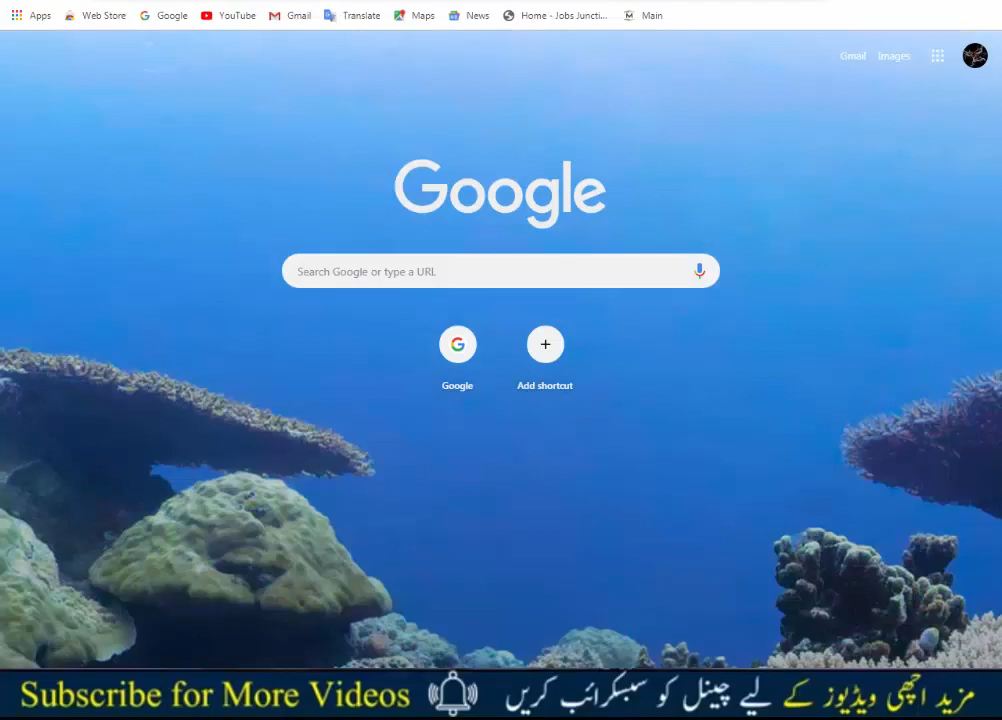 Apps Web Store Google YouTube Gmail Translate Maps News Home - Jobs Juncti... Main
Gmail Images
Google
Search Google or type a URL
Google Add shortcut
Subscribe for More Videos مزید اچھی ویڈیوز کے لیے چینل کو سبسکرائب کریں